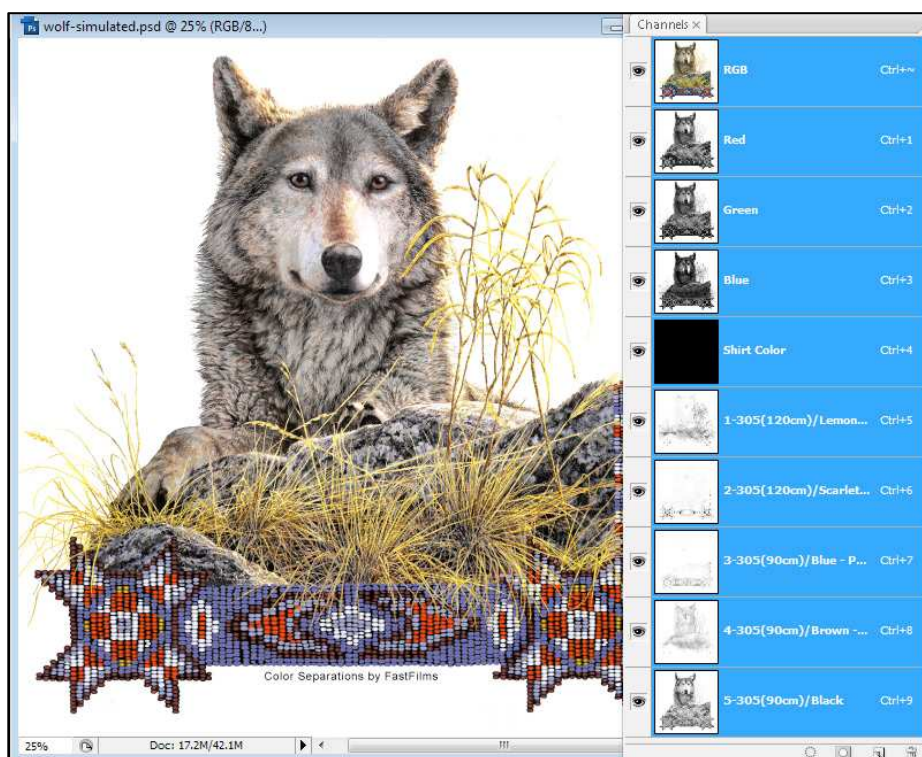 wolf-simulated.psd @ 25% (RGB/8...)
Channels ×
RGB Ctrl+~
Red Ctrl+1
Green Ctrl+2
Blue Ctrl+3
Shirt Color Ctrl+4
1-305(120cm)/Lemon... Ctrl+5
2-305(120cm)/Scarlet... Ctrl+6
3-305(90cm)/Blue - P... Ctrl+7
4-305(90cm)/Brown -... Ctrl+8
5-305(90cm)/Black Ctrl+9
Color Separations by FastFilms
25% Doc: 17.2M/42.1M